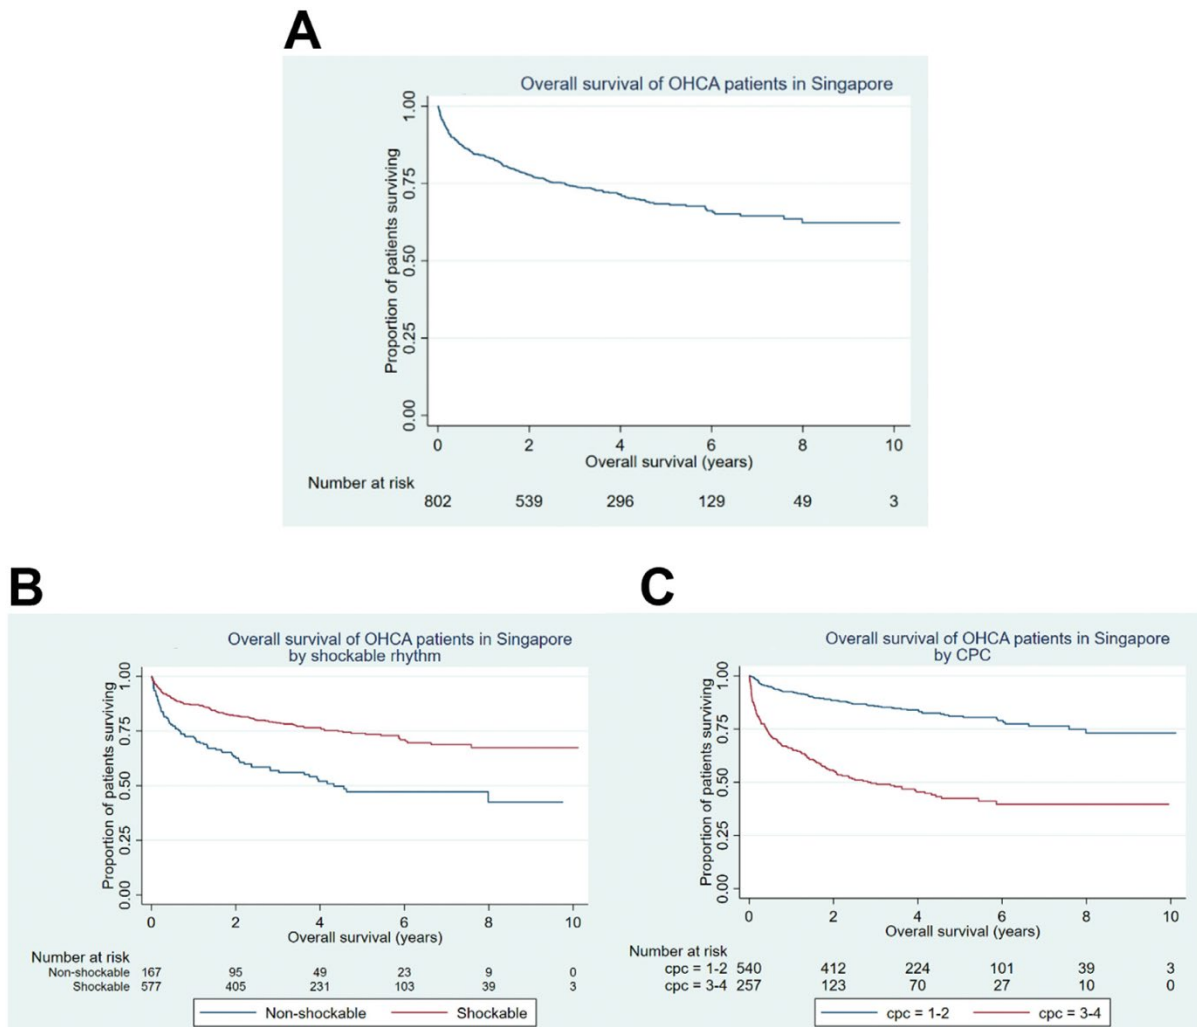 A
Overall survival of OHCA patients in Singapore
Proportion of patients surviving
1.00
0.75
0.50
0.25
0.00
0 2 4 6 8 10
Overall survival (years)
Number at risk
802 539 296 129 49 3
B
Overall survival of OHCA patients in Singapore
by shockable rhythm
Proportion of patients surviving
1.00
0.75
0.50
0.25
0.00
0 2 4 6 8 10
Overall survival (years)
Number at risk
Non-shockable 167 95 49 23 9 0
Shockable 577 405 231 103 39 3
Non-shockable Shockable
C
Overall survival of OHCA patients in Singapore
by CPC
Proportion of patients surviving
1.00
0.75
0.50
0.25
0.00
0 2 4 6 8 10
Overall survival (years)
Number at risk
cpc = 1-2 540 412 224 101 39 3
cpc = 3-4 257 123 70 27 10 0
cpc = 1-2 cpc = 3-4